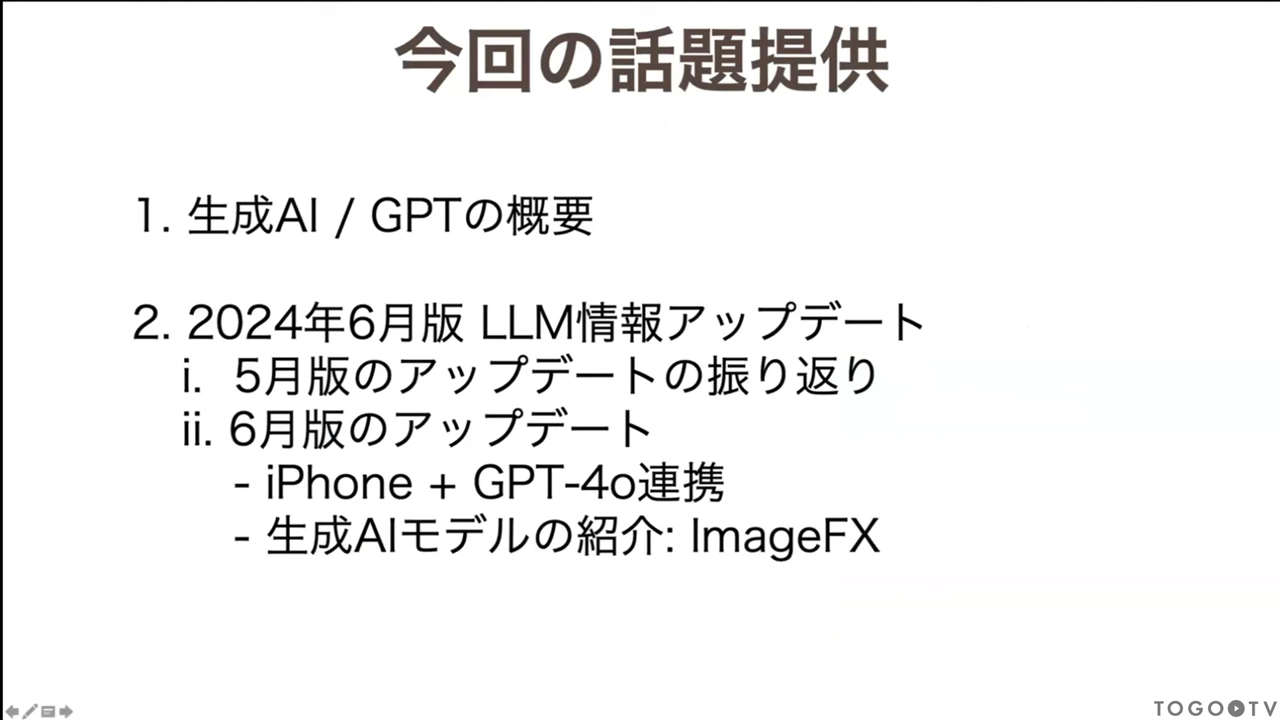 今回の話題提供
1. 生成AI / GPTの概要
2. 2024年6月版 LLM情報アップデート
i. 5月版のアップデートの振り返り
ii. 6月版のアップデート
- iPhone + GPT-4o連携
- 生成AIモデルの紹介: ImageFX
TOGOTV